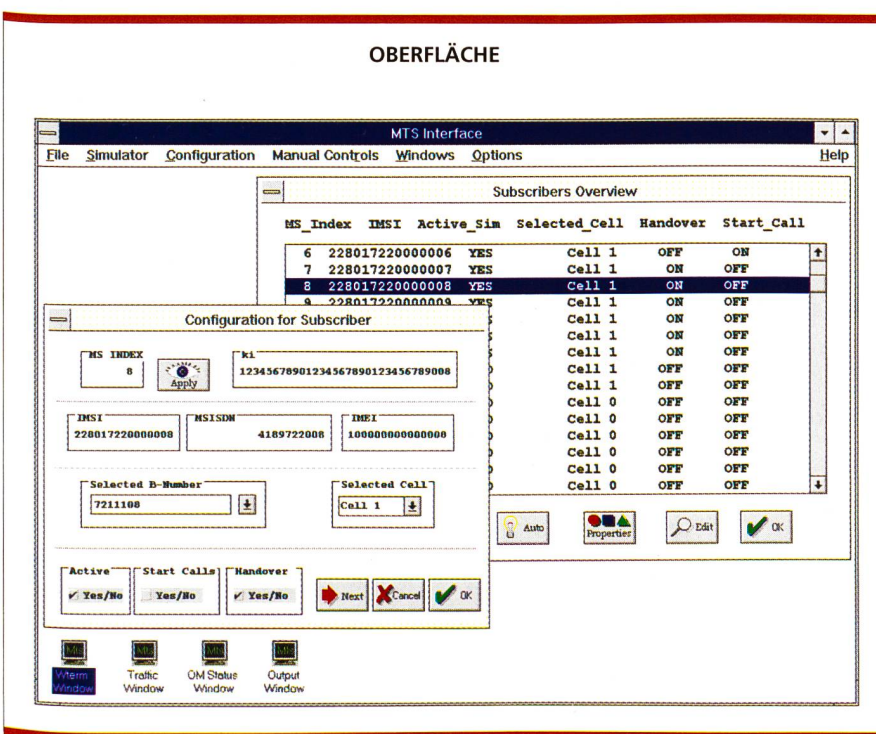 OBERFLÄCHE
MTS Interface
File Simulator Configuration Manual Controls Windows Options Help
Subscribers Overview
MS_Index IMSI Active_Sim Selected_Cell Handover Start_Call
6 228017220000006 YES Cell 1 OFF ON
7 228017220000007 YES Cell 1 ON OFF
8 228017220000008 YES Cell 1 ON OFF
9 228017220000009 YES Cell 1 ON OFF
Cell 1 ON OFF
Cell 1 ON OFF
Cell 1 ON OFF
Cell 1 OFF OFF
Cell 1 OFF OFF
Cell 0 OFF OFF
Cell 0 OFF OFF
Cell 0 OFF OFF
Cell 0 OFF OFF
Cell 0 OFF OFF
Cell 0 OFF OFF
Auto Properties Edit OK
Configuration for Subscriber
MS INDEX
8
Apply
ki
12345678901234567890123456789008
IMSI
228017220000008
MSISDN
4189722008
IMEI
100000000000008
Selected B-Number
7211108
Selected Cell
Cell 1
Active Start Calls Handover
Yes/No Yes/No Yes/No Next Cancel OK
Mts Mts Mts Mts
Wterm Window
Traffic Window
OM Status Window
Output Window